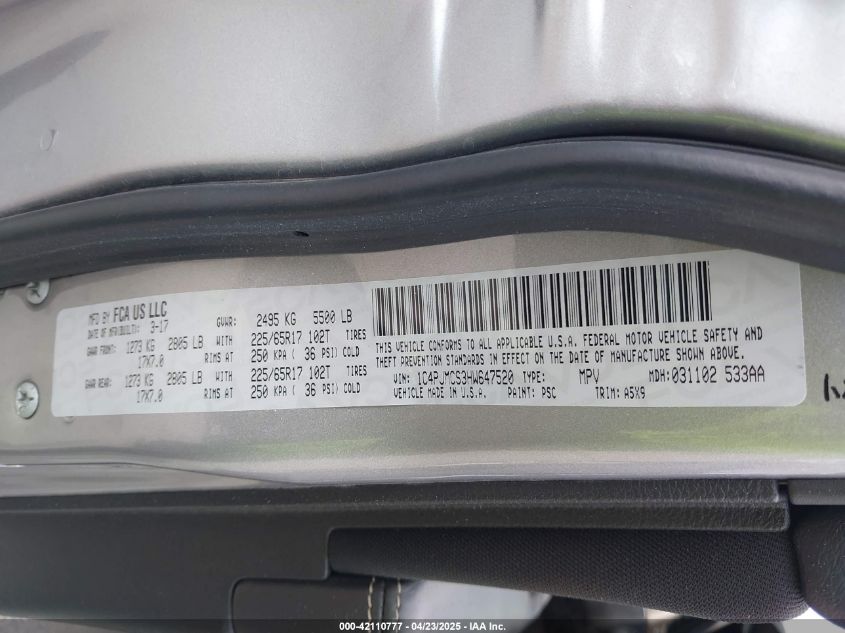 MFD BY FCA US LLC
DATE OF MFR(BUILT): 3-17 GVWR: 2495 KG 5500 LB
GAWR FRONT: 1273 KG 2805 LB WITH 225/65R17 102T TIRES
17X7.0 RIMS AT 250 KPA ( 36 PSI) COLD
GAWR REAR: 1273 KG 2805 LB WITH 225/65R17 102T TIRES
17X7.0 RIMS AT 250 KPA ( 36 PSI) COLD
THIS VEHICLE CONFORMS TO ALL APPLICABLE U.S.A. FEDERAL MOTOR VEHICLE SAFETY AND
THEFT PREVENTION STANDARDS IN EFFECT ON THE DATE OF MANUFACTURE SHOWN ABOVE.
VIN: 1C4PJMCS3HW647520 TYPE: MPV MDH: 031102 533AA
VEHICLE MADE IN U.S.A. PAINT: PSC TRIM: A5X9
000-42110777 - 04/23/2025 - IAA Inc.